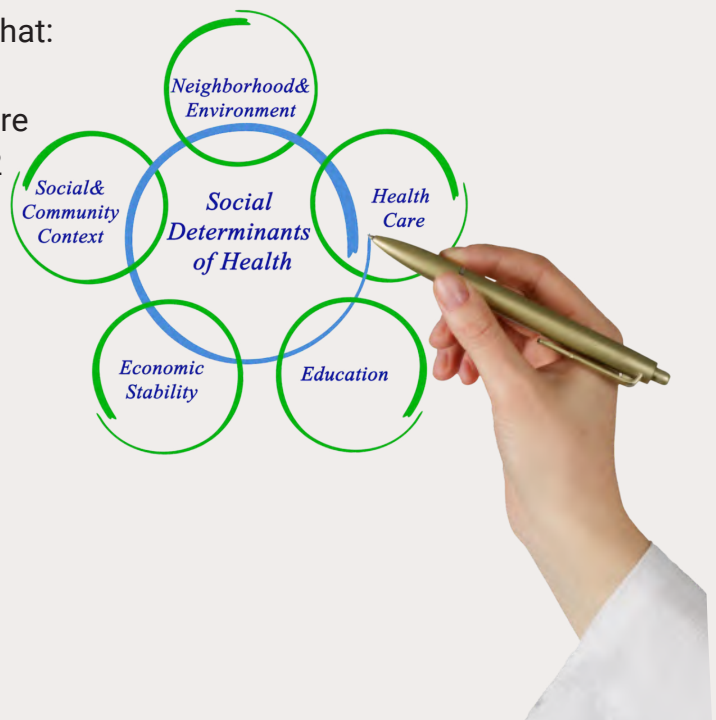 hat:
re
Neighborhood&
Environment
Social&
Community
Context
Social
Determinants
of Health
Health
Care
Economic
Stability
Education